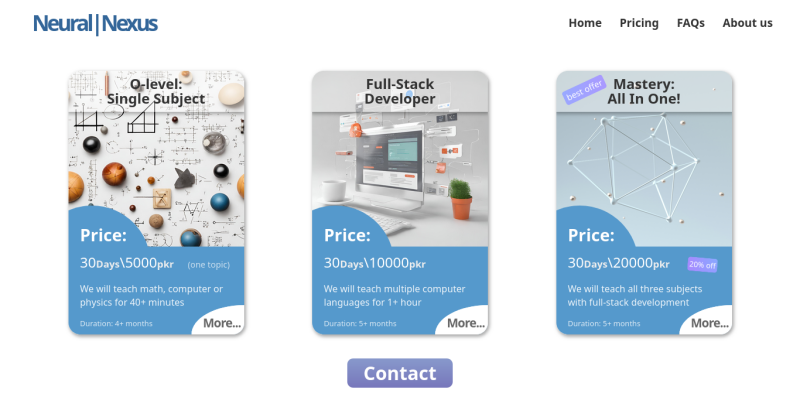 Neural|Nexus
Home Pricing FAQs About us
O-level:
Single Subject
Price:
30Days\5000pkr (one topic)
We will teach math, computer or
physics for 40+ minutes
Duration: 4+ months
More...
Full-Stack
Developer
Price:
30Days\10000pkr
We will teach multiple computer
languages for 1+ hour
Duration: 5+ months
More...
best offer
Mastery:
All In One!
Price:
30Days\20000pkr 20% off
We will teach all three subjects
with full-stack development
Duration: 5+ months
More...
Contact